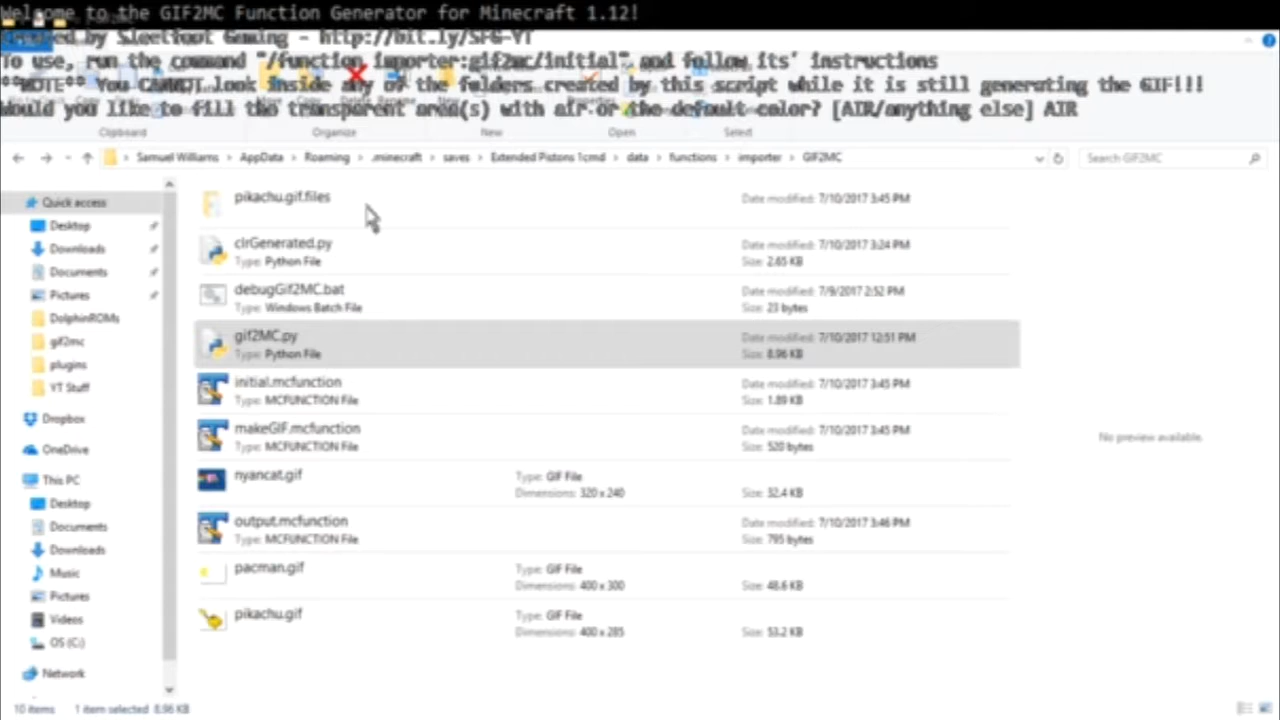 Welcome to the GIF2MC Function Generator for Minecraft 1.12!
Created by Sleetfoot Gaming - http://bit.ly/SFG-YT
To use, run the command "/function importer:gif2mc/initial" and follow its' instructions
**NOTE** You CANNOT look inside any of the folders created by this script while it is still generating the GIF!!!
Would you like to fill the transparent area(s) with air or the default color? [AIR/anything else] AIR
Clipboard Organize New Open Select
Samuel Williams > AppData > Roaming > .minecraft > saves > Extended Pistons 1cmd > data > functions > importer > GIF2MC
Search GIF2MC
Quick access
Desktop
Downloads
Documents
Pictures
DolphinROMs
gif2mc
plugins
YT Stuff
Dropbox
OneDrive
This PC
Desktop
Documents
Downloads
Music
Pictures
Videos
OS (C:)
Network
pikachu.gif.files Date modified: 7/10/2017 3:45 PM
clrGenerated.py Date modified: 7/10/2017 3:24 PM
Type: Python File Size: 2.65 KB
debugGif2MC.bat Date modified: 7/9/2017 2:52 PM
Type: Windows Batch File Size: 23 bytes
gif2MC.py Date modified: 7/10/2017 12:51 PM
Type: Python File Size: 8.96 KB
initial.mcfunction Date modified: 7/10/2017 3:45 PM
Type: MCFUNCTION File Size: 1.89 KB
makeGIF.mcfunction Date modified: 7/10/2017 3:45 PM
Type: MCFUNCTION File Size: 520 bytes
nyancat.gif Type: GIF File
Dimensions: 320 x 240 Size: 32.4 KB
output.mcfunction Date modified: 7/10/2017 3:46 PM
Type: MCFUNCTION File Size: 795 bytes
pacman.gif Type: GIF File
Dimensions: 400 x 300 Size: 48.6 KB
pikachu.gif Type: GIF File
Dimensions: 400 x 285 Size: 53.2 KB
No preview available.
10 items 1 item selected 8.96 KB